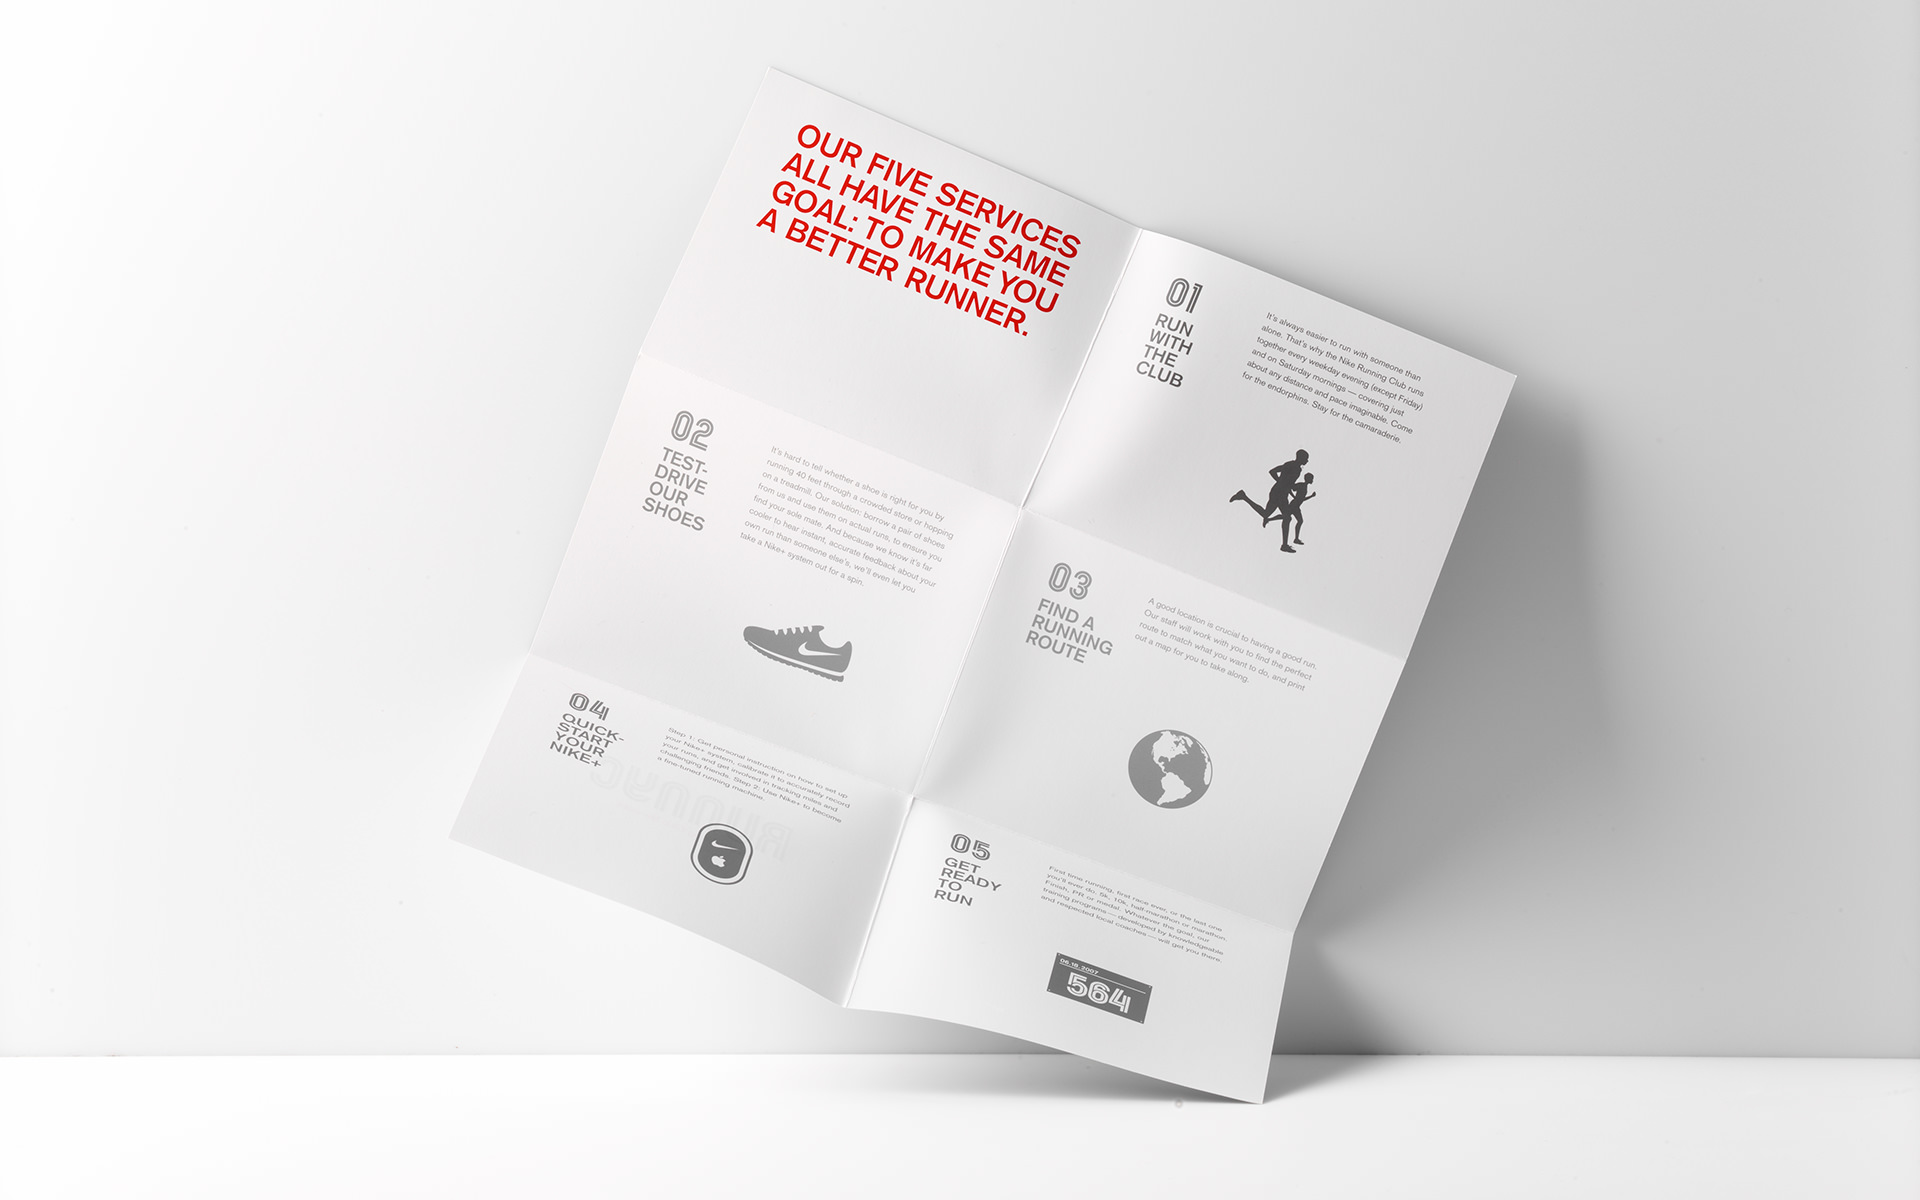 OUR FIVE SERVICES
ALL HAVE THE SAME
GOAL: TO MAKE YOU
A BETTER RUNNER.
01
RUN
WITH
THE
CLUB
It's always easier to run with someone than
alone. That's why the Nike Running Club runs
together every weekday evening (except Friday)
and on Saturday mornings — covering just
about any distance and pace imaginable. Come
for the endorphins. Stay for the camaraderie.
02
TEST-
DRIVE
OUR
SHOES
It's hard to tell whether a shoe is right for you by
running 40 feet through a crowded store or hopping
on a treadmill. Our solution: borrow a pair of shoes
from us and use them on actual runs, to ensure you
find your sole mate. And because we know it's far
cooler to hear instant, accurate feedback about your
own run than someone else's, we'll even let you
take a Nike+ system out for a spin.
03
FIND A
RUNNING
ROUTE
A good location is crucial to having a good run.
Our staff will work with you to find the perfect
route to match what you want to do, and print
out a map for you to take along.
04
QUICK-
START
YOUR
NIKE+
Step 1: Get personal instruction on how to set up
your Nike+ system, calibrate it to accurately record
your runs, and get involved in tracking miles and
challenging friends. Step 2: Use Nike+ to become
a fine-tuned running machine.
05
GET
READY
TO
RUN
First time running, first race ever, or the last one
you'll ever do. 5k, 10k, half-marathon or marathon.
Finish, PR or medal. Whatever the goal, our
training programs — developed by knowledgeable
and respected local coaches — will get you there.
06.18.2007
564